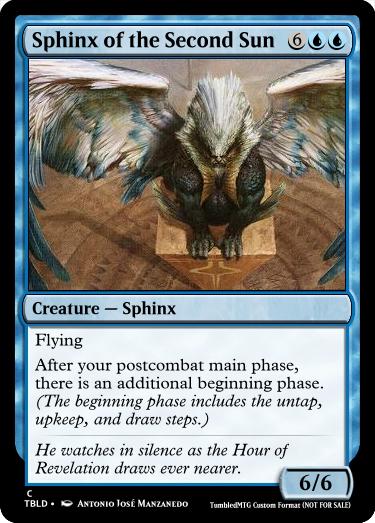 Sphinx of the Second Sun 6
Creature — Sphinx
Flying
After your postcombat main phase,
there is an additional beginning phase.
(The beginning phase includes the untap,
upkeep, and draw steps.)
He watches in silence as the Hour of
Revelation draws ever nearer.
6/6
C
TBLD • Antonio José Manzanedo
TumbledMTG Custom Format (NOT FOR SALE)